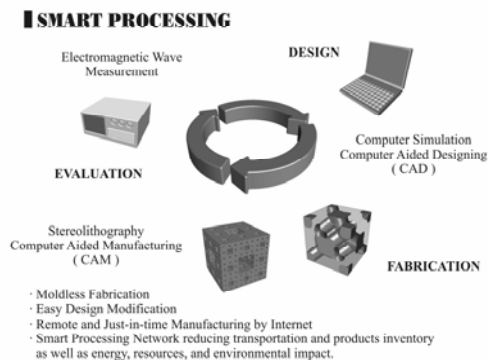 SMART PROCESSING
Electromagnetic Wave
Measurement
DESIGN
EVALUATION
Computer Simulation
Computer Aided Designing
( CAD )
Stereolithography
Computer Aided Manufacturing
( CAM )
FABRICATION
· Moldless Fabrication
· Easy Design Modification
· Remote and Just-in-time Manufacturing by Internet
· Smart Processing Network reducing transportation and products inventory
as well as energy, resources, and environmental impact.